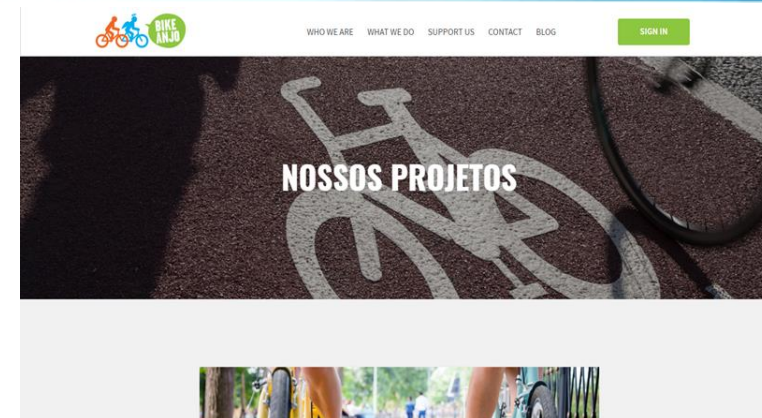 BIKE
ANJO
WHO WE ARE WHAT WE DO SUPPORT US CONTACT BLOG
SIGN IN
NOSSOS PROJETOS